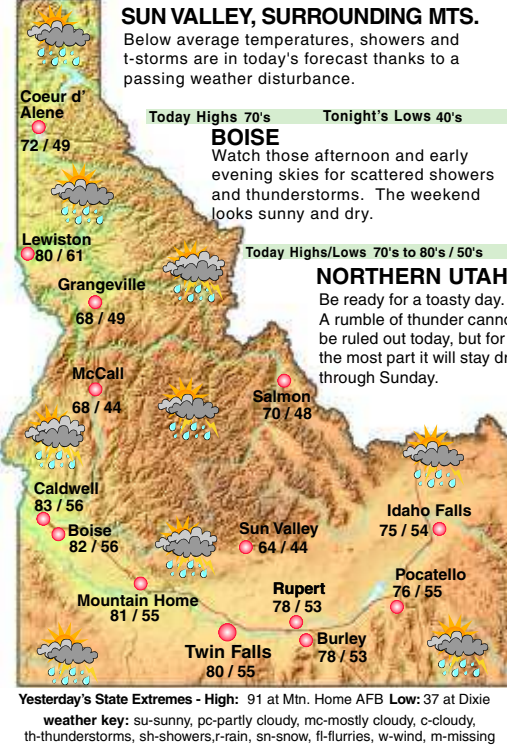 SUN VALLEY, SURROUNDING MTS.
Below average temperatures, showers and
t-storms are in today's forecast thanks to a
passing weather disturbance.
Today Highs 70's Tonight's Lows 40's
BOISE
Watch those afternoon and early
evening skies for scattered showers
and thunderstorms. The weekend
looks sunny and dry.
Today Highs/Lows 70's to 80's / 50's
NORTHERN UTAH
Be ready for a toasty day.
A rumble of thunder canno
be ruled out today, but for
the most part it will stay dr
through Sunday.
Coeur d'
Alene
72 / 49
Lewiston
80 / 61
Grangeville
68 / 49
McCall
68 / 44
Salmon
70 / 48
Caldwell
83 / 56
Boise
82 / 56
Sun Valley
64 / 44
Idaho Falls
75 / 54
Pocatello
76 / 55
Mountain Home
81 / 55
Rupert
78 / 53
Burley
78 / 53
Twin Falls
80 / 55
Yesterday's State Extremes - High: 91 at Mtn. Home AFB Low: 37 at Dixie
weather key: su-sunny, pc-partly cloudy, mc-mostly cloudy, c-cloudy,
th-thunderstorms, sh-showers,r-rain, sn-snow, fl-flurries, w-wind, m-missing